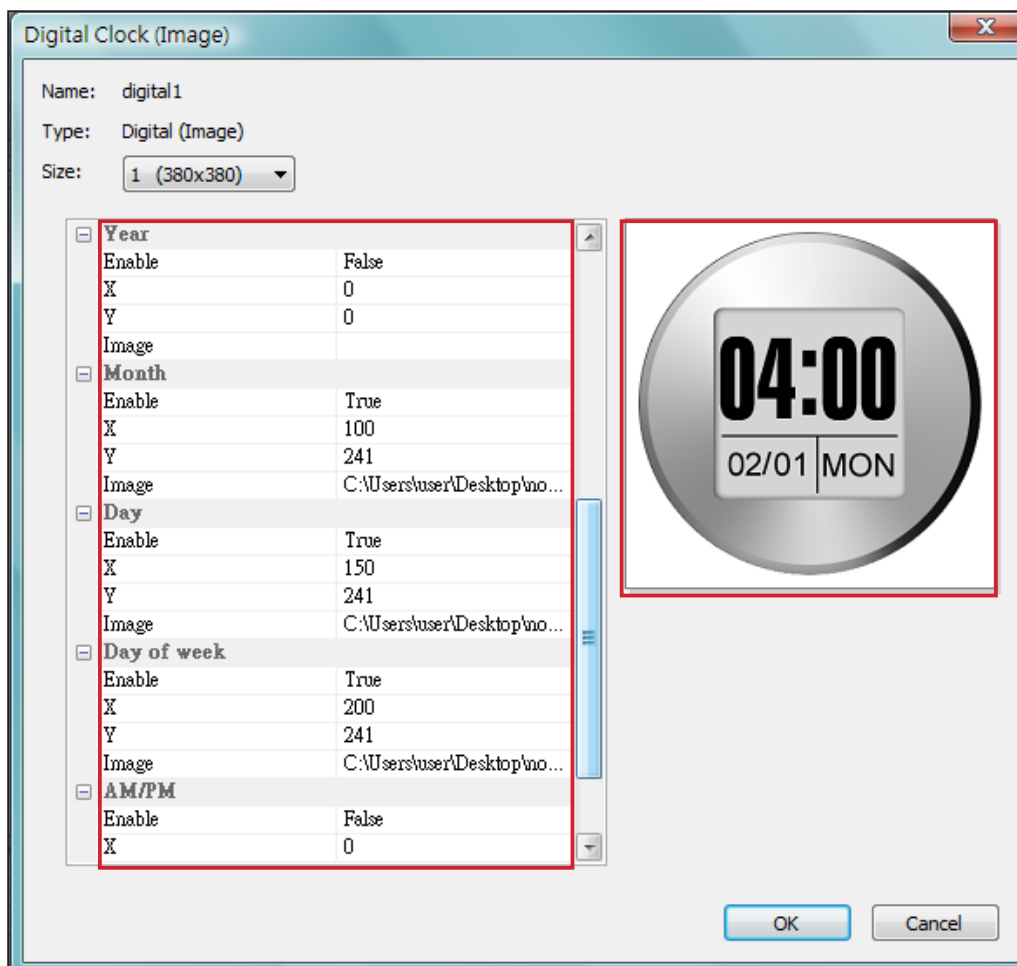 Digital Clock (Image)
Name: digital1
Type: Digital (Image)
Size: 1 (380x380)
Year
Enable False
X 0
Y 0
Image
Month
Enable True
X 100
Y 241
Image C:\Users\user\Desktop\no...
Day
Enable True
X 150
Y 241
Image C:\Users\user\Desktop\no...
Day of week
Enable True
X 200
Y 241
Image C:\Users\user\Desktop\no...
AM/PM
Enable False
X 0
04:00
02/01 MON
OK Cancel